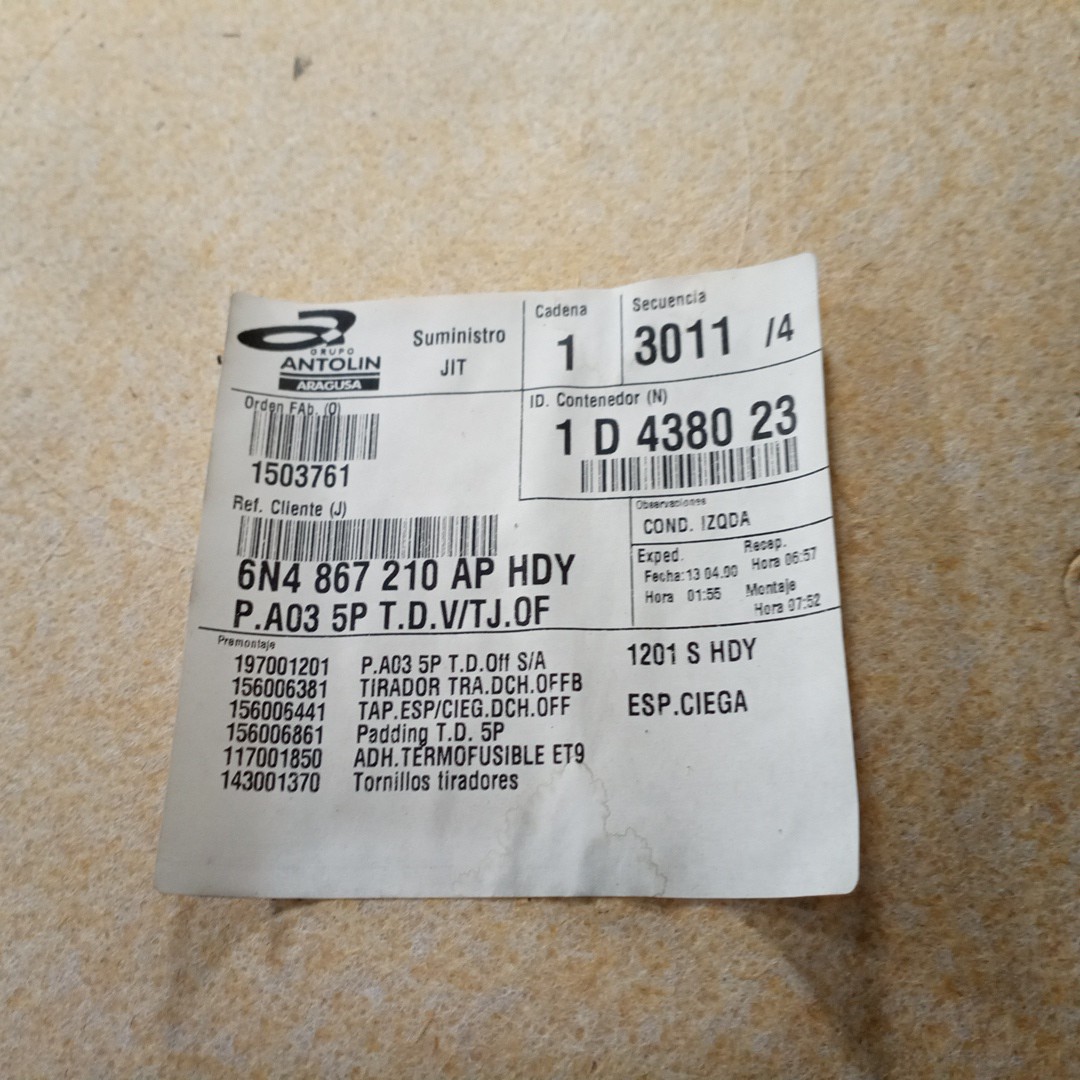 GRUPO
ANTOLIN
ARAGUSA
Suministro
JIT
Cadena
1
Secuencia
3011 /4
Orden FAb. (O)
1503761
ID. Contenedor (N)
1 D 4380 23
Ref. Cliente (J)
6N4 867 210 AP HDY
P.A03 5P T.D.V/TJ.OF
Observaciones
COND. IZQDA
Exped.
Fecha: 13 04.00
Hora 01:55
Recep.
Hora 06:57
Montaje
Hora 07:52
Premontaje
197001201 P.A03 5P T.D.Off S/A
156006381 TIRADOR TRA.DCH.OFFB
156006441 TAP.ESP/CIEG.DCH.OFF
156006861 Padding T.D. 5P
117001850 ADH.TERMOFUSIBLE ET9
143001370 Tornillos tiradores
1201 S HDY
ESP.CIEGA